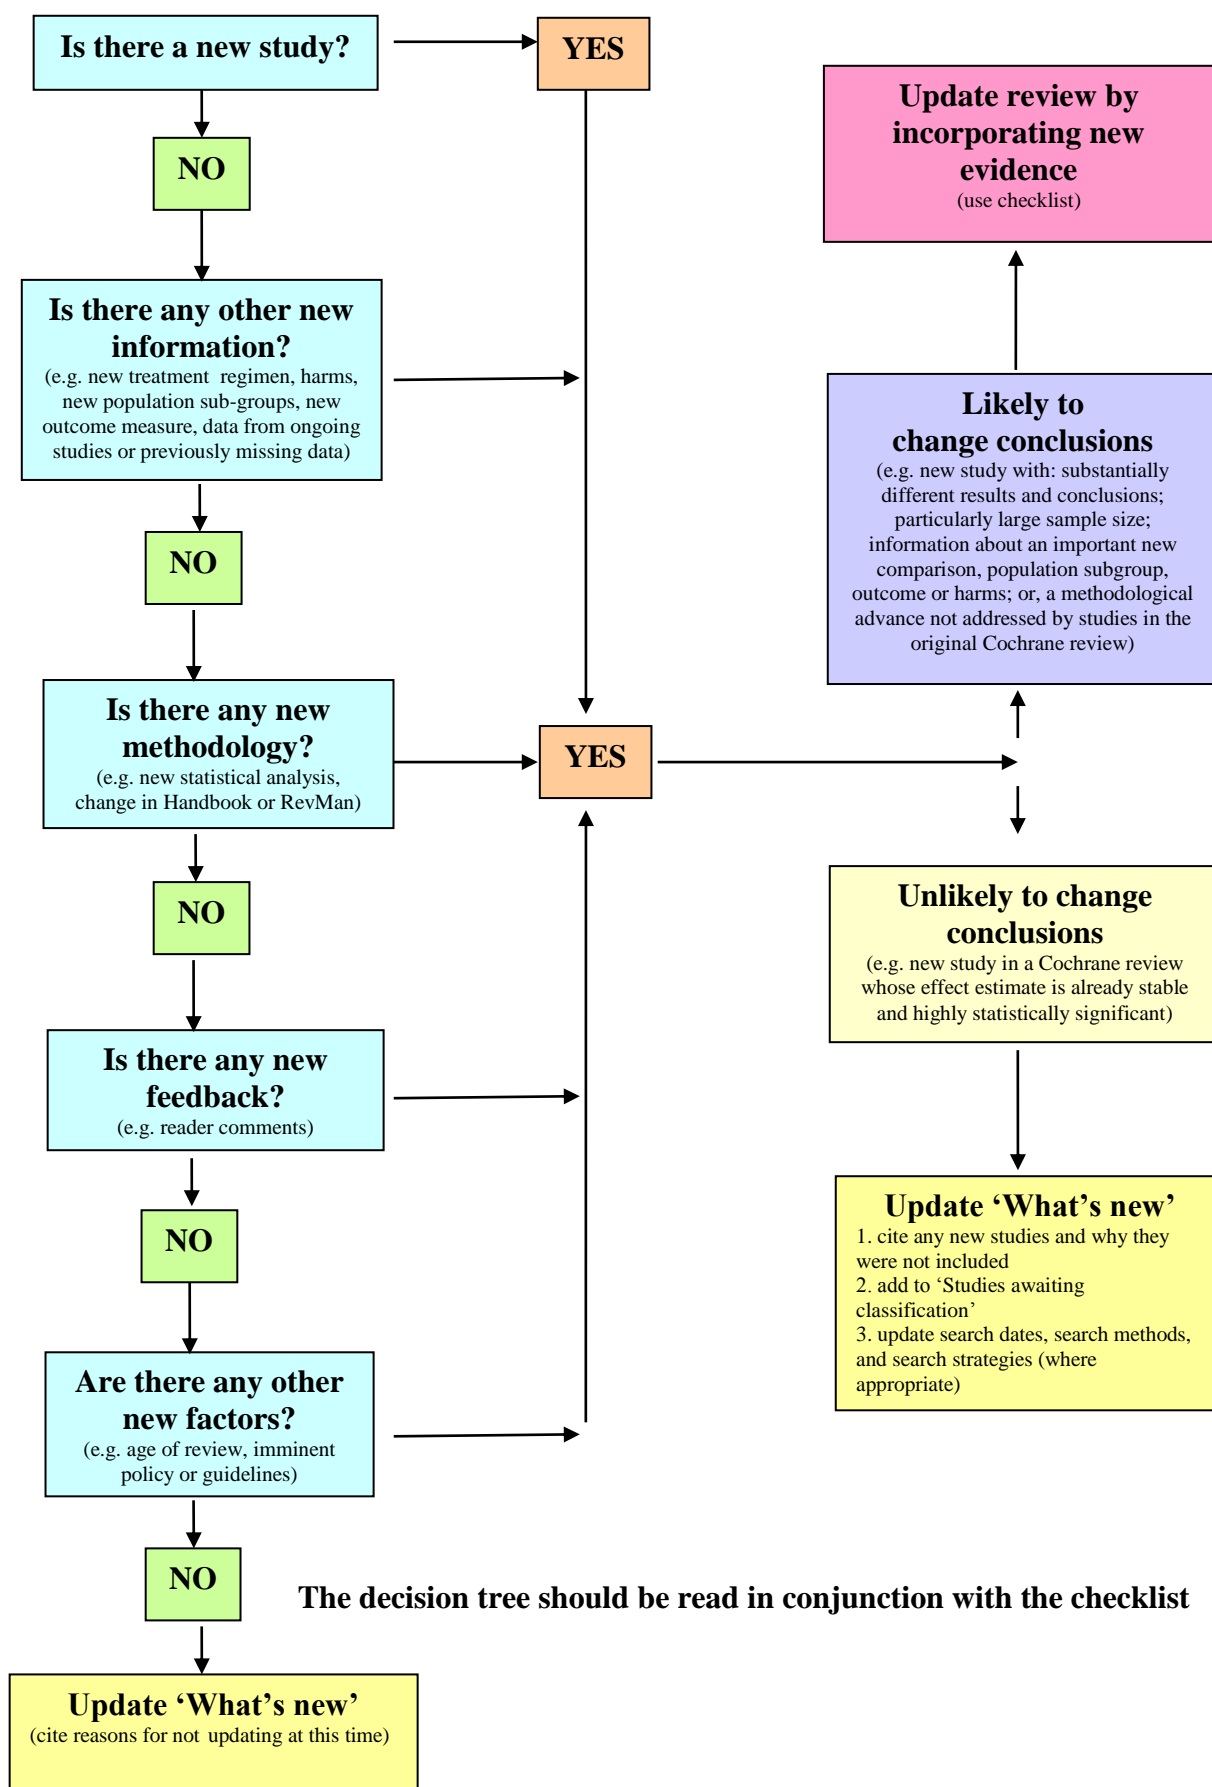 Is there a new study?
YES
NO
Is there any other new
information?
(e.g. new treatment regimen, harms,
new population sub-groups, new
outcome measure, data from ongoing
studies or previously missing data)
NO
Is there any new
methodology?
(e.g. new statistical analysis,
change in Handbook or RevMan)
YES
NO
Is there any new
feedback?
(e.g. reader comments)
NO
Are there any other
new factors?
(e.g. age of review, imminent
policy or guidelines)
NO
Update ‘What’s new’
(cite reasons for not updating at this time)
Update review by
incorporating new
evidence
(use checklist)
Likely to
change conclusions
(e.g. new study with: substantially
different results and conclusions;
particularly large sample size;
information about an important new
comparison, population subgroup,
outcome or harms; or, a methodological
advance not addressed by studies in the
original Cochrane review)
Unlikely to change
conclusions
(e.g. new study in a Cochrane review
whose effect estimate is already stable
and highly statistically significant)
Update ‘What’s new’
1. cite any new studies and why they
were not included
2. add to ‘Studies awaiting
classification’
3. update search dates, search methods,
and search strategies (where
appropriate)
The decision tree should be read in conjunction with the checklist